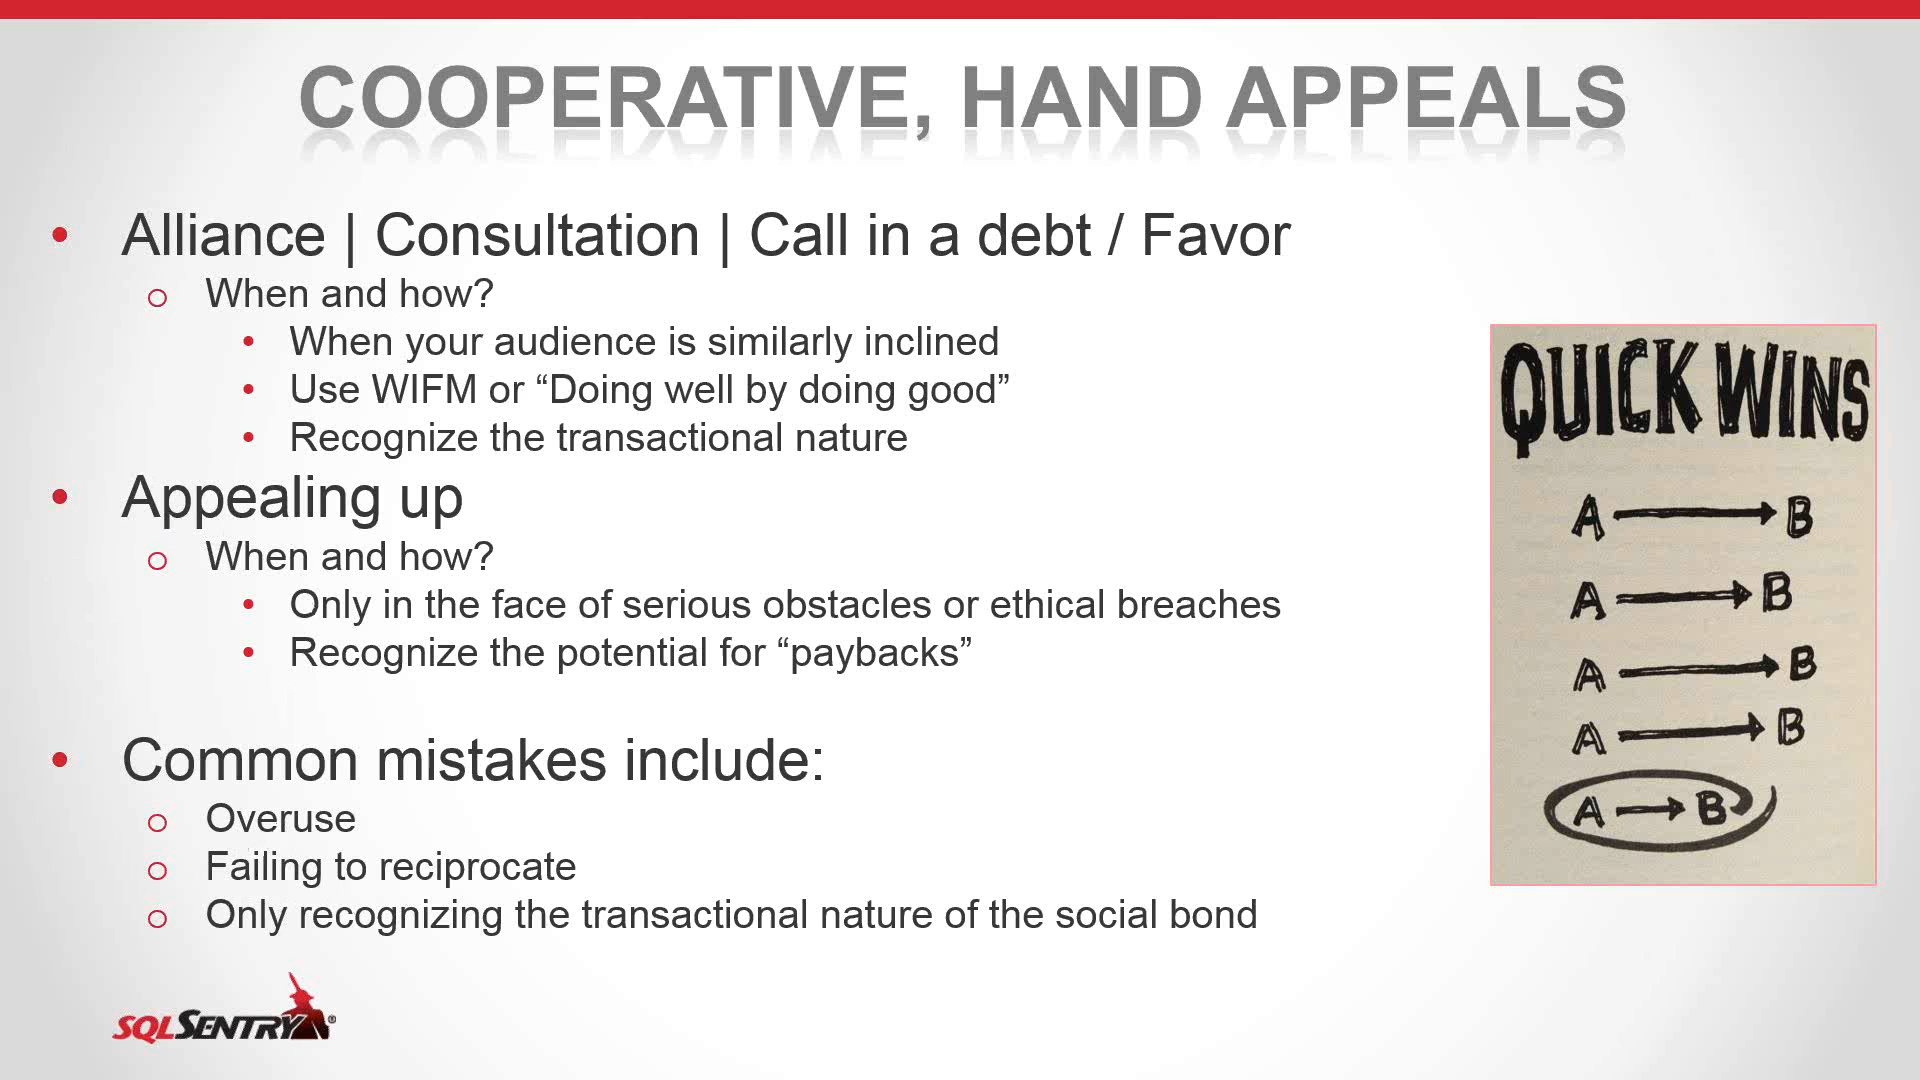 COOPERATIVE, HAND APPEALS
• Alliance | Consultation | Call in a debt / Favor
o When and how?
• When your audience is similarly inclined
• Use WIFM or “Doing well by doing good”
• Recognize the transactional nature
• Appealing up
o When and how?
• Only in the face of serious obstacles or ethical breaches
• Recognize the potential for “paybacks”
• Common mistakes include:
o Overuse
o Failing to reciprocate
o Only recognizing the transactional nature of the social bond
QUICK WINS
A → B
A → B
A → B
A → B
A → B
SQL SENTRY®